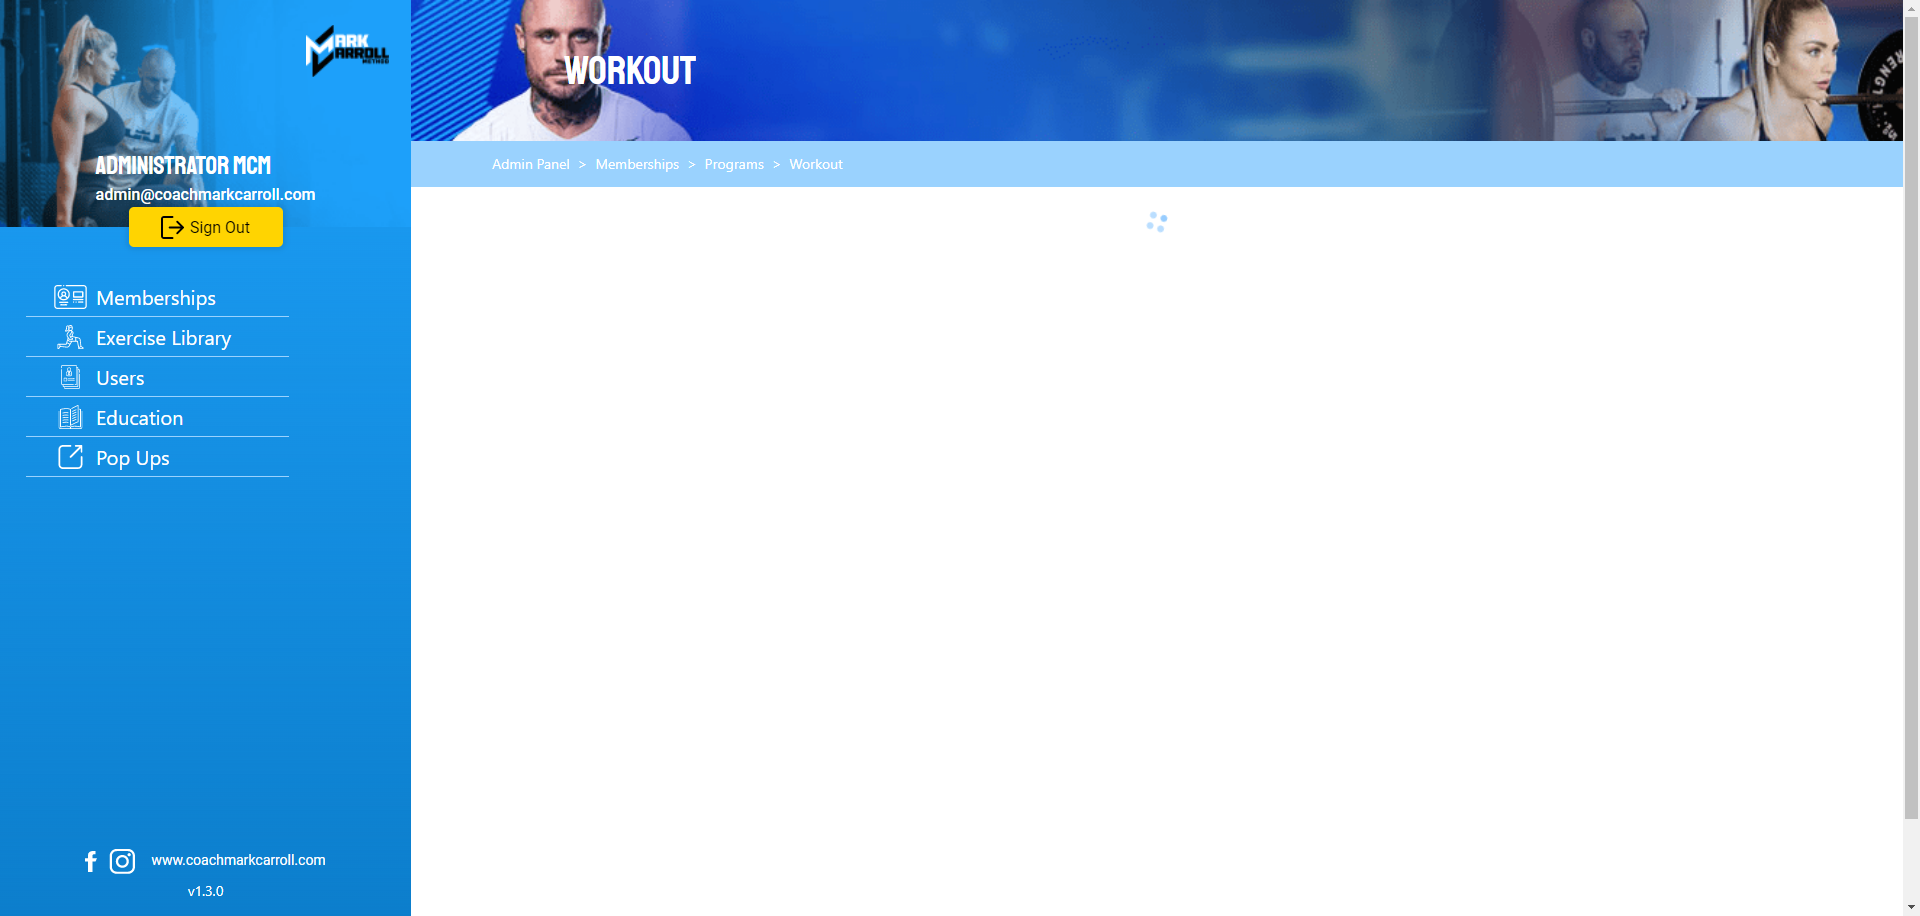 MARK
CARROLL
METHOD
ADMINISTRATOR MCM
admin@coachmarkcarroll.com
Sign Out
Memberships
Exercise Library
Users
Education
Pop Ups
www.coachmarkcarroll.com
v1.3.0
WORKOUT
Admin Panel > Memberships > Programs > Workout